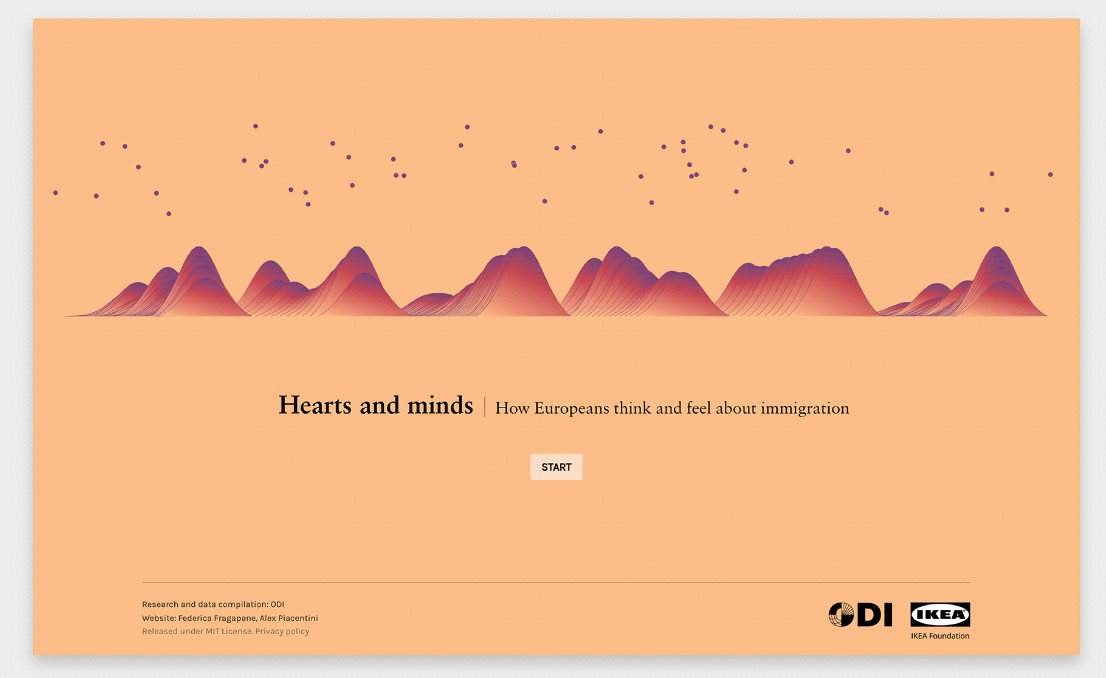 Hearts and minds | How Europeans think and feel about immigration
START
Research and data compilation: ODI
Website: Federica Fragapane, Alex Piacentini
Released under MIT License. Privacy policy
ODI
IKEA
IKEA Foundation